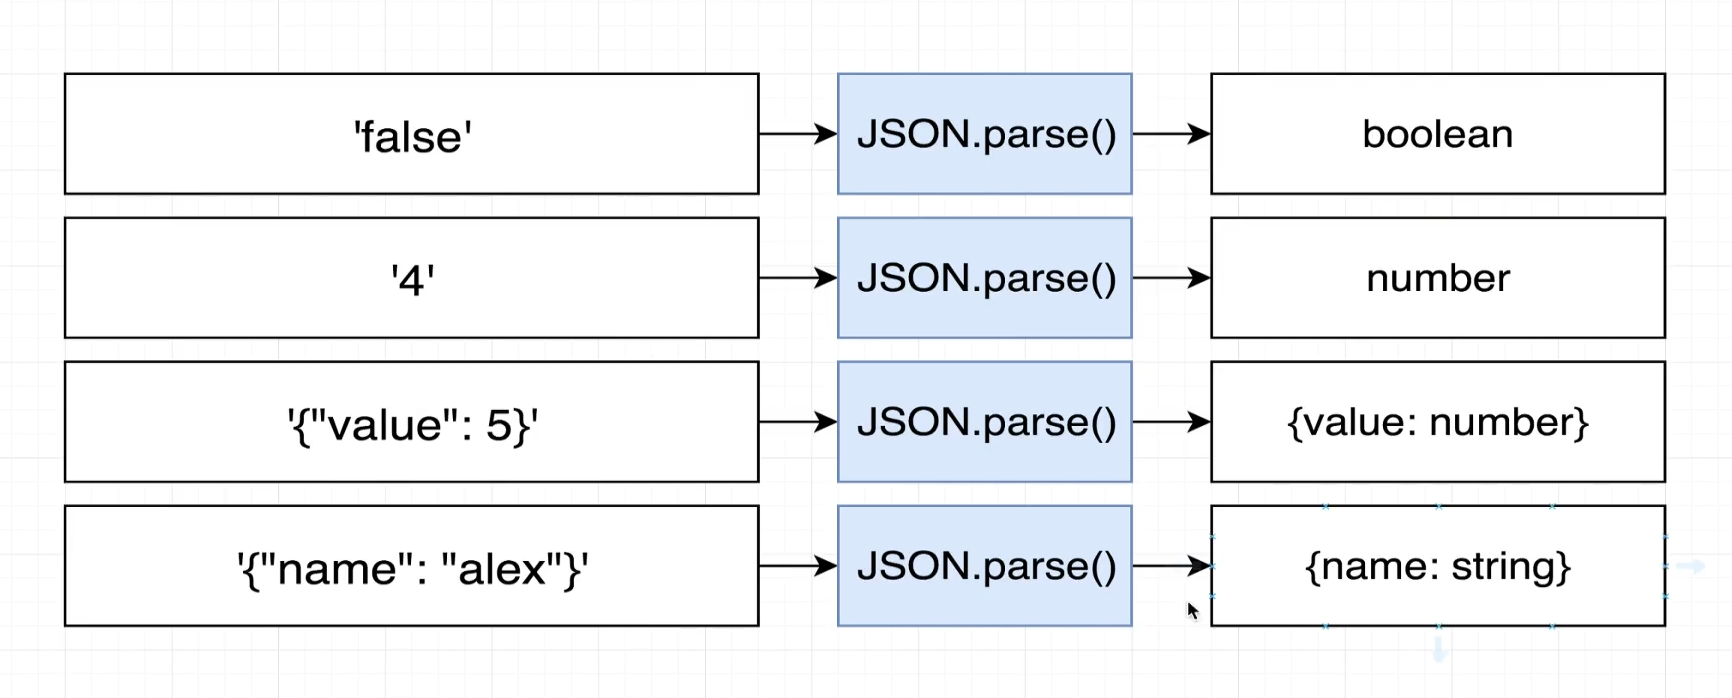 'false'
JSON.parse()
boolean
'4'
JSON.parse()
number
'{"value": 5}'
JSON.parse()
{value: number}
'{"name": "alex"}'
JSON.parse()
{name: string}